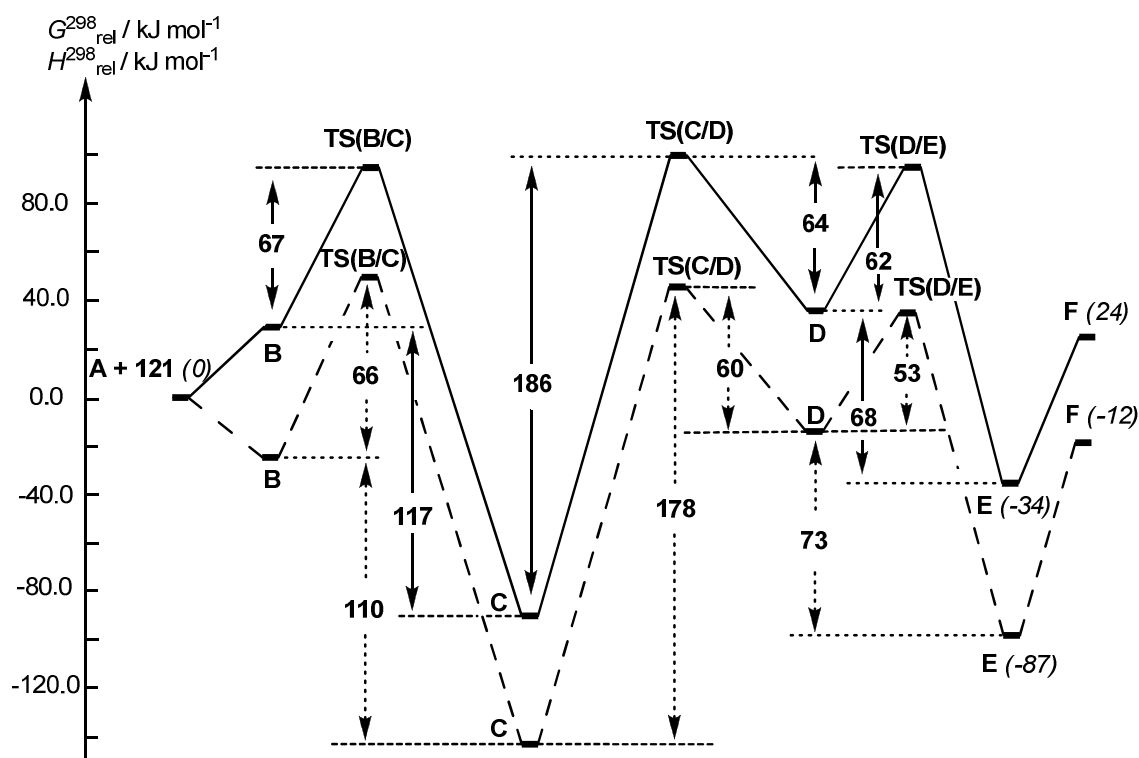 G²⁹⁸rel / kJ mol⁻¹
H²⁹⁸rel / kJ mol⁻¹
TS(B/C)
TS(C/D)
TS(D/E)
80.0
67
64
62
TS(B/C)
TS(C/D)
TS(D/E)
40.0
B
D
F (24)
A + 121 (0)
66
186
60
53
0.0
D
68
F (-12)
B
-40.0
117
178
E (-34)
73
-80.0
110
C
E (-87)
-120.0
C